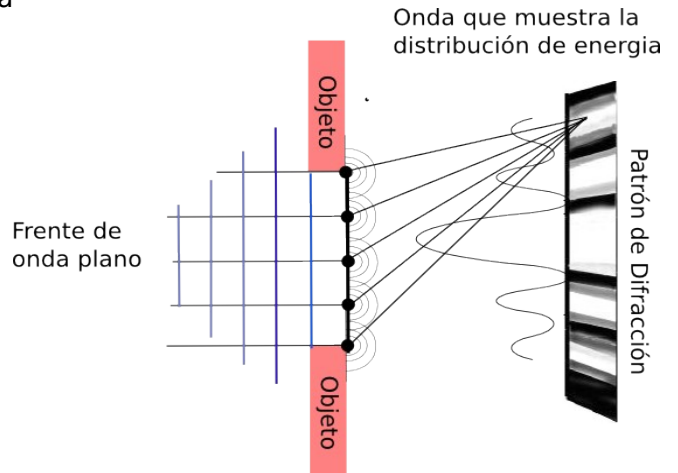 a
Onda que muestra la
distribución de energia
Objeto
Frente de
onda plano
Patrón de Difracción
Objeto